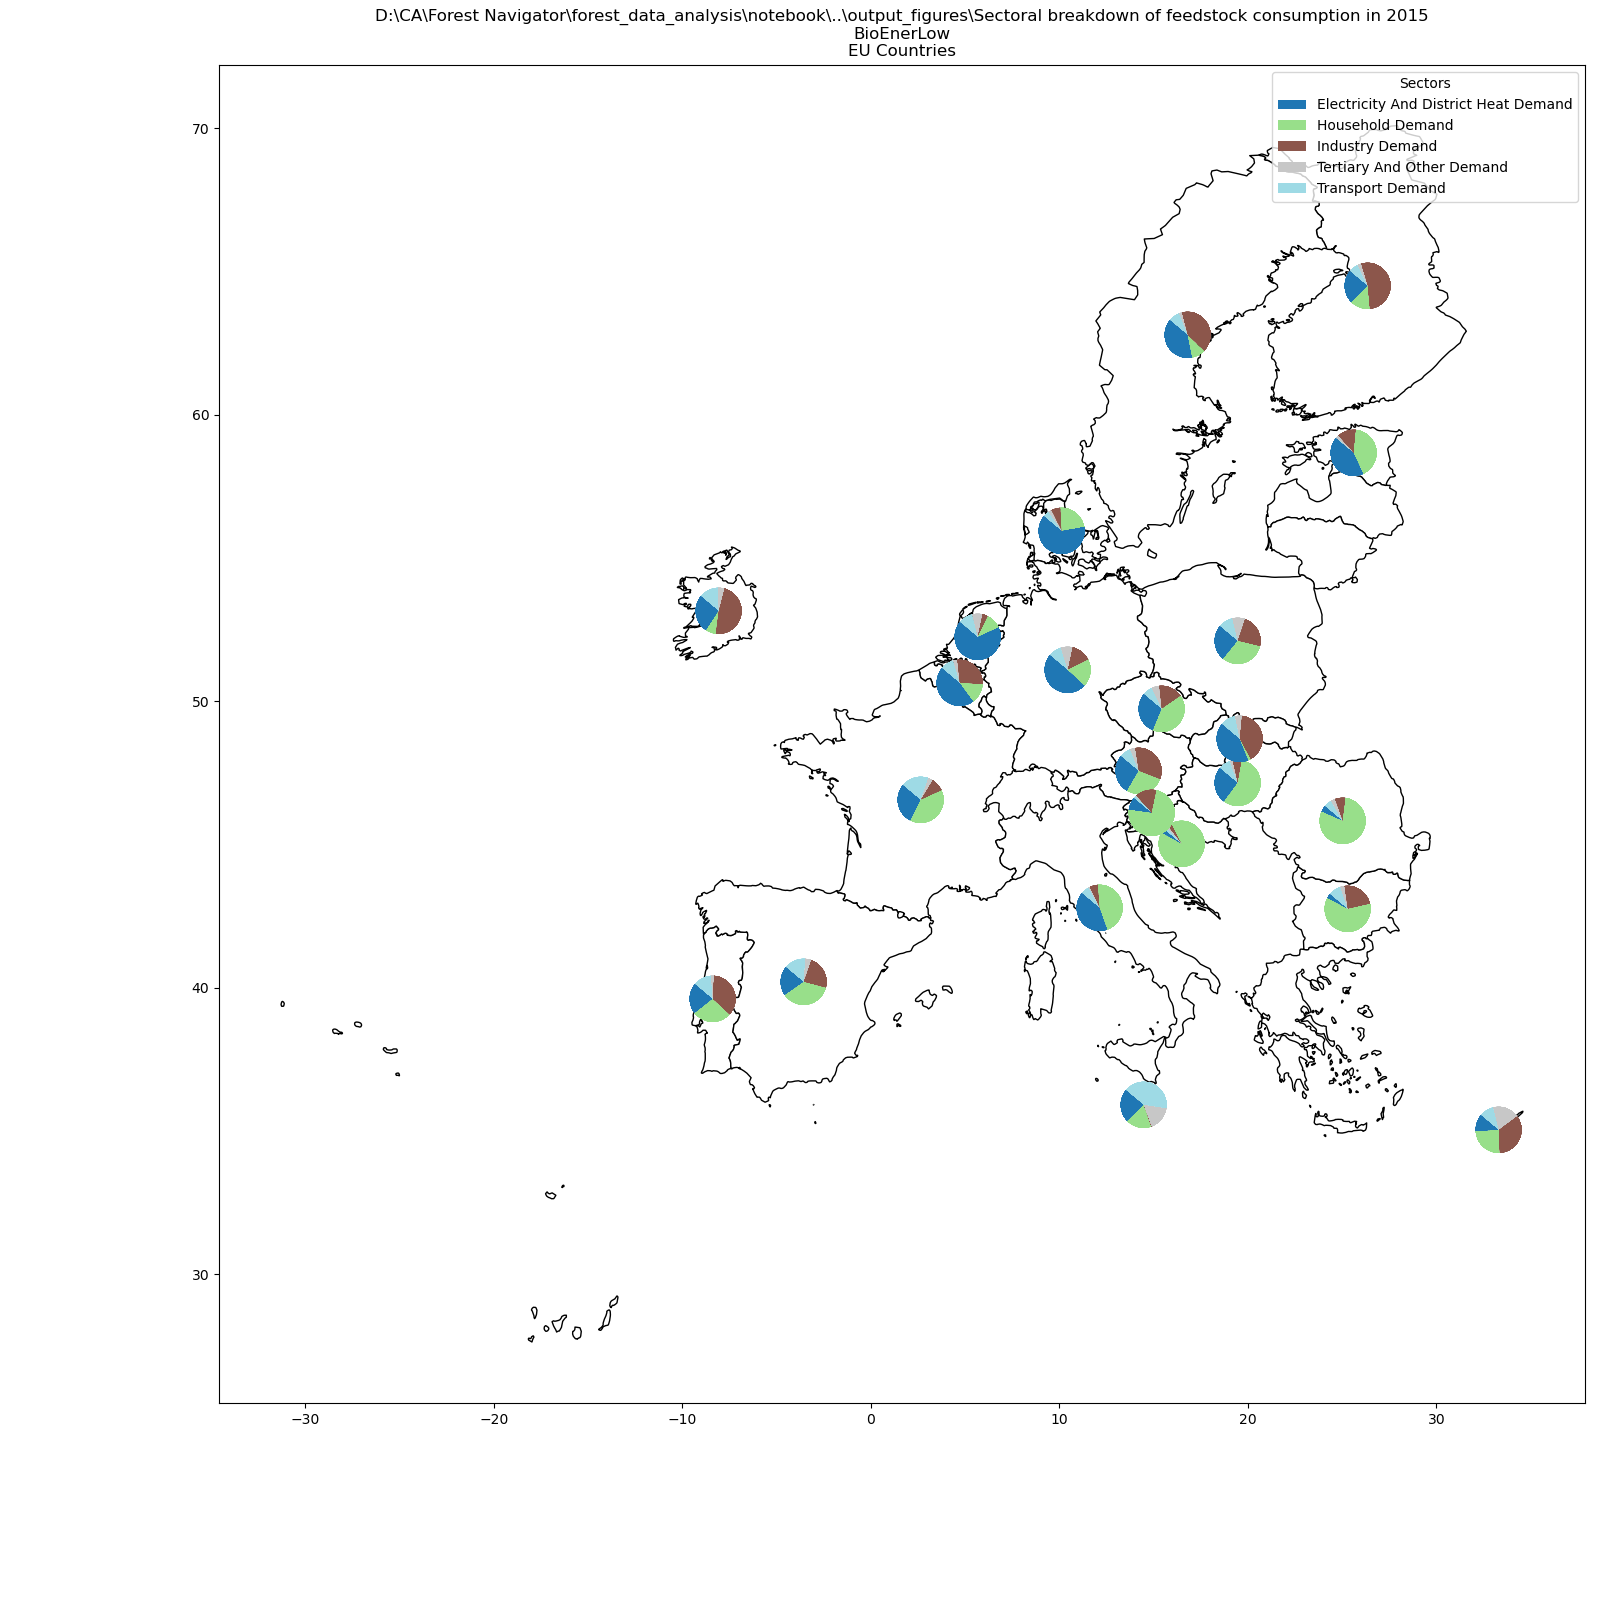 D:\CA\Forest Navigator\forest_data_analysis\notebook\..\output_figures\Sectoral breakdown of feedstock consumption in 2015
BioEnerLow
EU Countries
Sectors
Electricity And District Heat Demand
Household Demand
Industry Demand
Tertiary And Other Demand
Transport Demand
70
60
50
40
30
−30
−20
−10
0
10
20
30